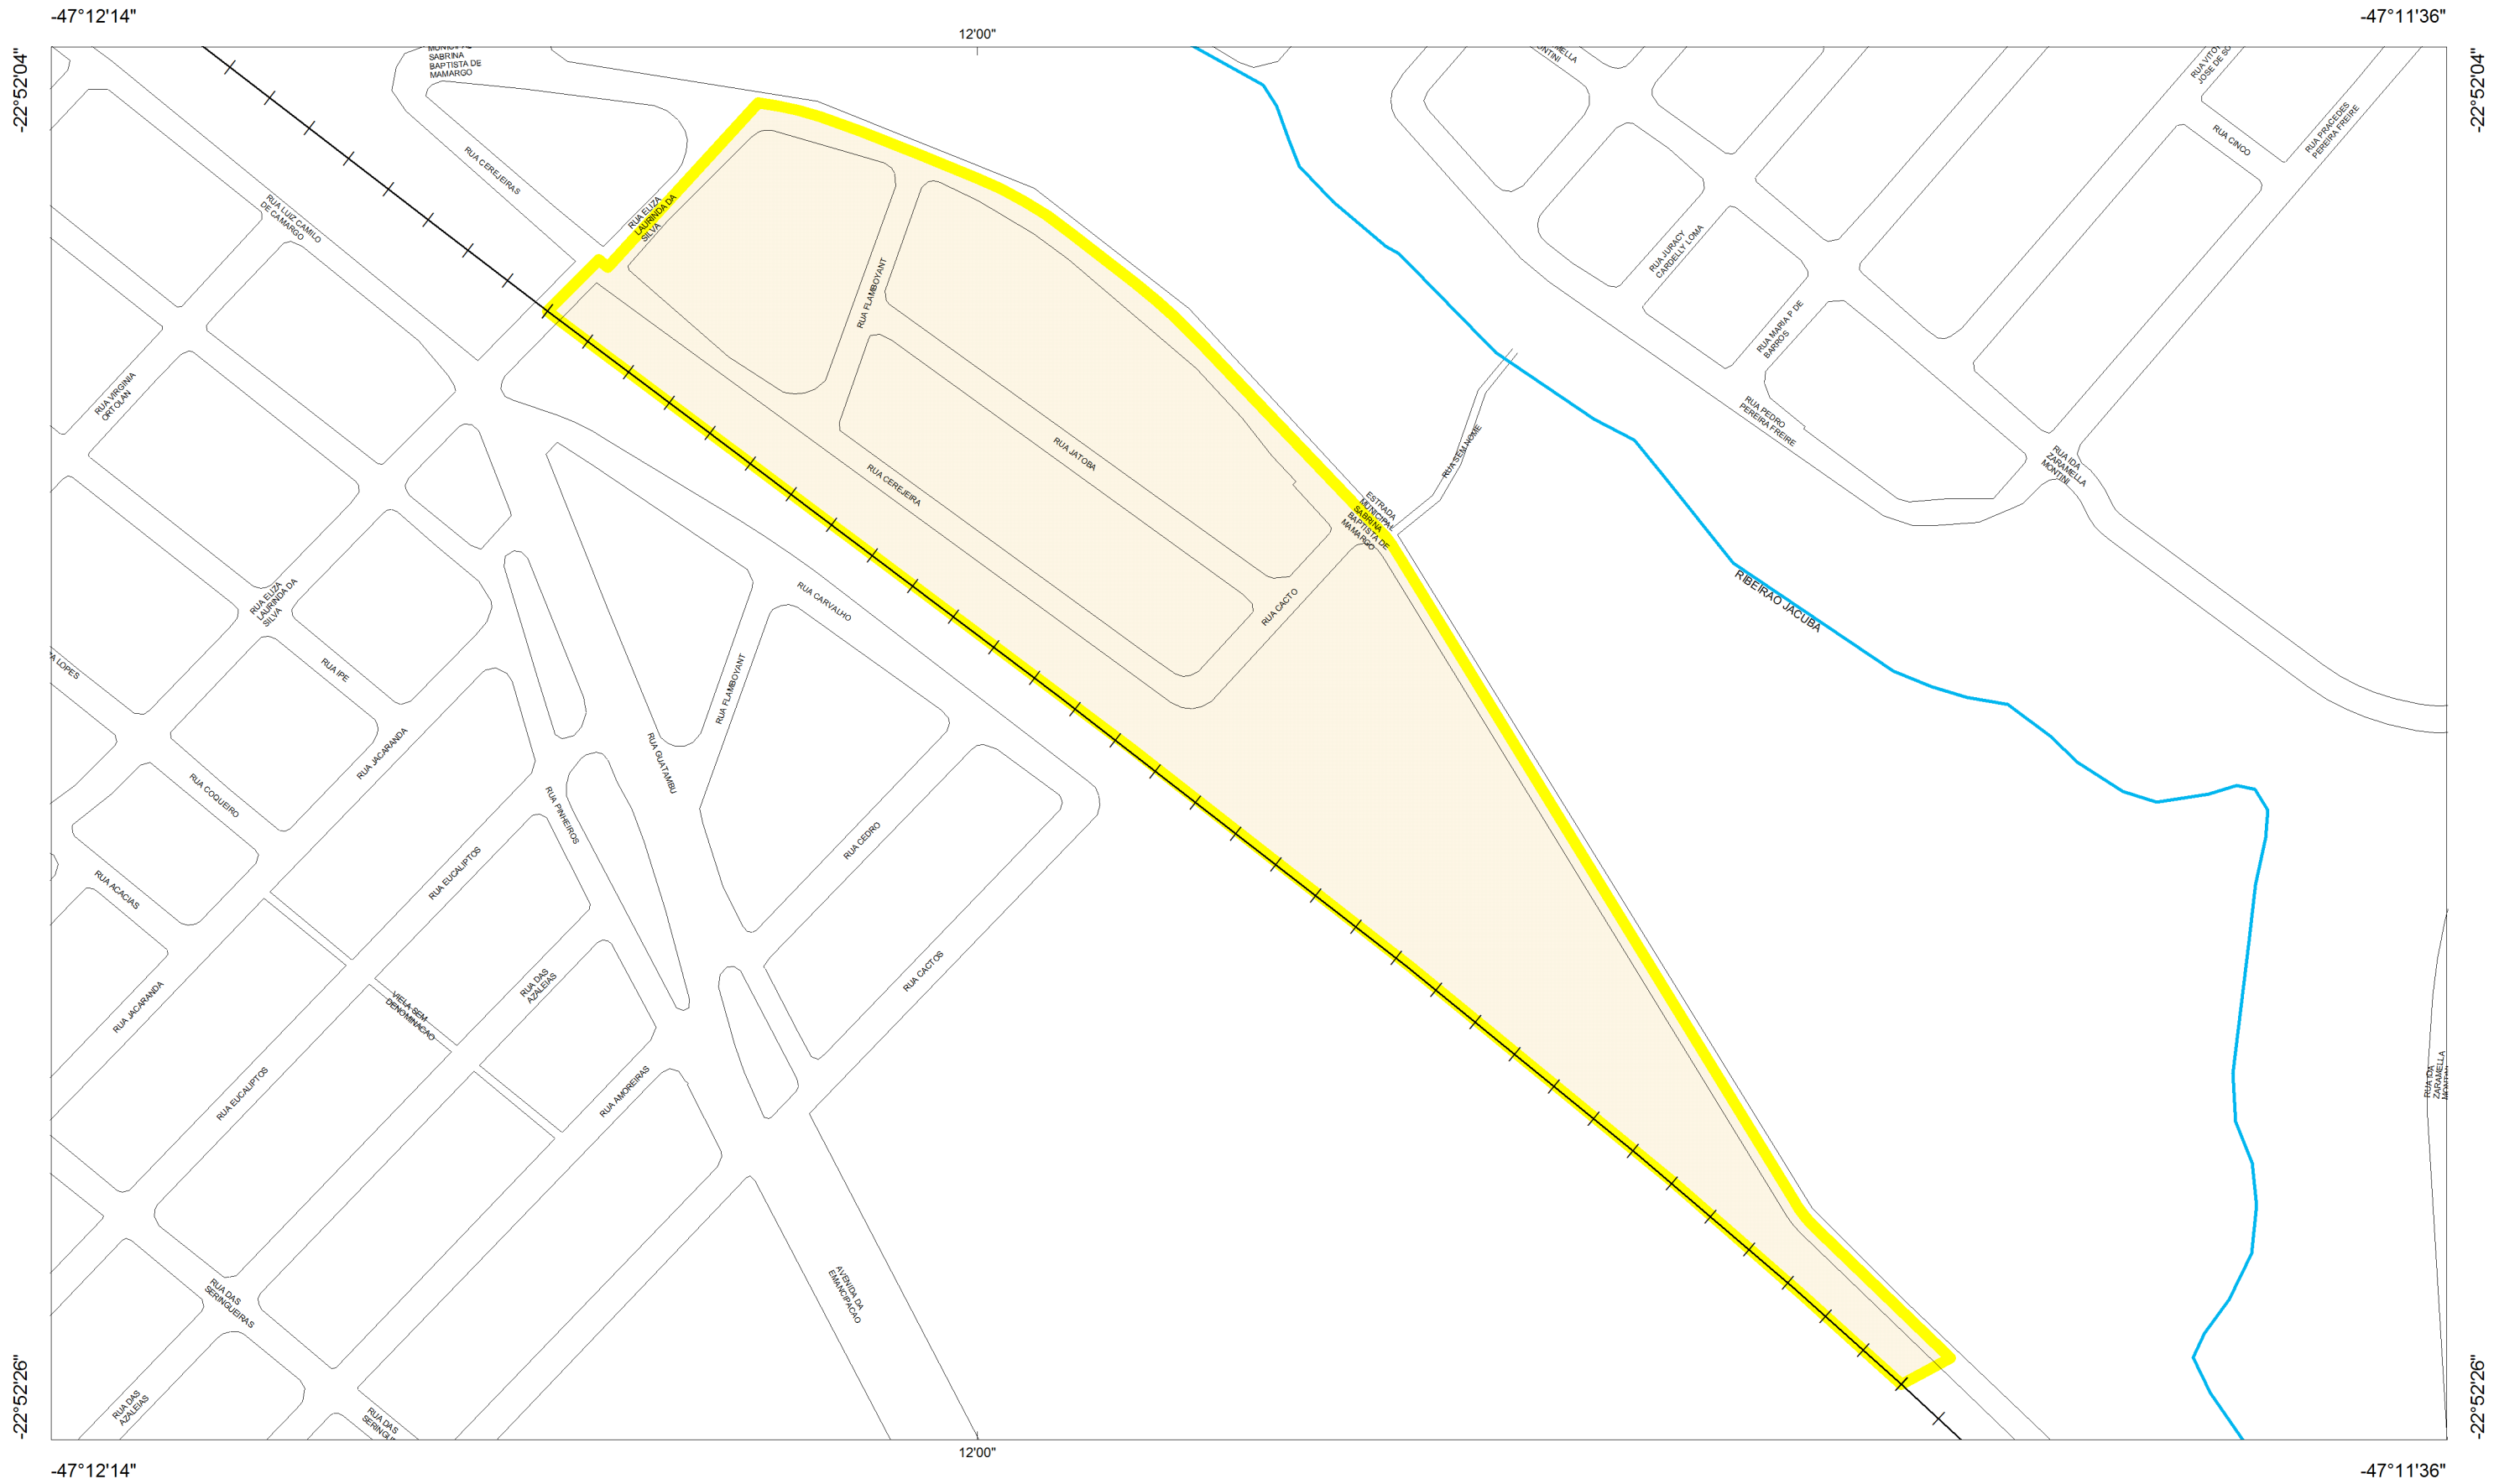 -47°12'14"
-47°11'36"
12'00"
-22°52'04"
-22°52'04"
SABRINA
BAPTISTA DE
MAMARGO
RUA CEREJEIRAS
RUA LUIZ CAMILO
DE CAMARGO
RUA ELIZA
LAURINDA DA
SILVA
RUA FLAMBOYANT
RUA CINCO
RUA PRACEDES
PEREIRA FREIRE
RUA JURACY
CARDELLY LOMA
RUA MARIA P DE
BARROS
RUA PEDRO
PEREIRA FREIRE
RUA IDA
ZARAMELLA
MONTINI
RUA VIRGINIA
ORTOLAN
RUA JATOBA
RUA CEREJEIRA
RUA SEM NOME
ESTRADA
MUNICIPAL
SABRINA
BAPTISTA DE
MAMARGO
RIBEIRAO JACUBA
RUA CACTO
RUA CARVALHO
RUA ELIZA
LAURINDA DA
SILVA
RUA IPE
RUA FLAMBOYANT
RUA JACARANDA
RUA GUATAMBU
RUA COQUEIRO
RUA PINHEIROS
RUA CEDRO
RUA EUCALIPTOS
RUA ACACIAS
RUA CACTOS
RUA DAS
AZALEIAS
RUA JACARANDA
VIELA SEM
DENOMINACAO
RUA EUCALIPTOS
RUA AMOREIRAS
RUA IDA
ZARAMELLA
MONTINI
AVENIDA DA
EMANCIPACAO
RUA DAS
SERINGUEIRAS
RUA DAS
AZALEIAS
RUA DAS
-22°52'26"
-22°52'26"
12'00"
-47°12'14"
-47°11'36"